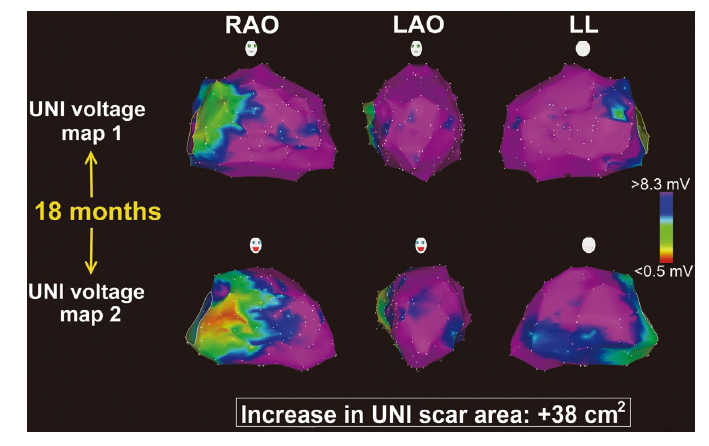 RAO LAO LL
UNI voltage
map 1
>8.3 mV
18 months
<0.5 mV
UNI voltage
map 2
Increase in UNI scar area: +38 cm²